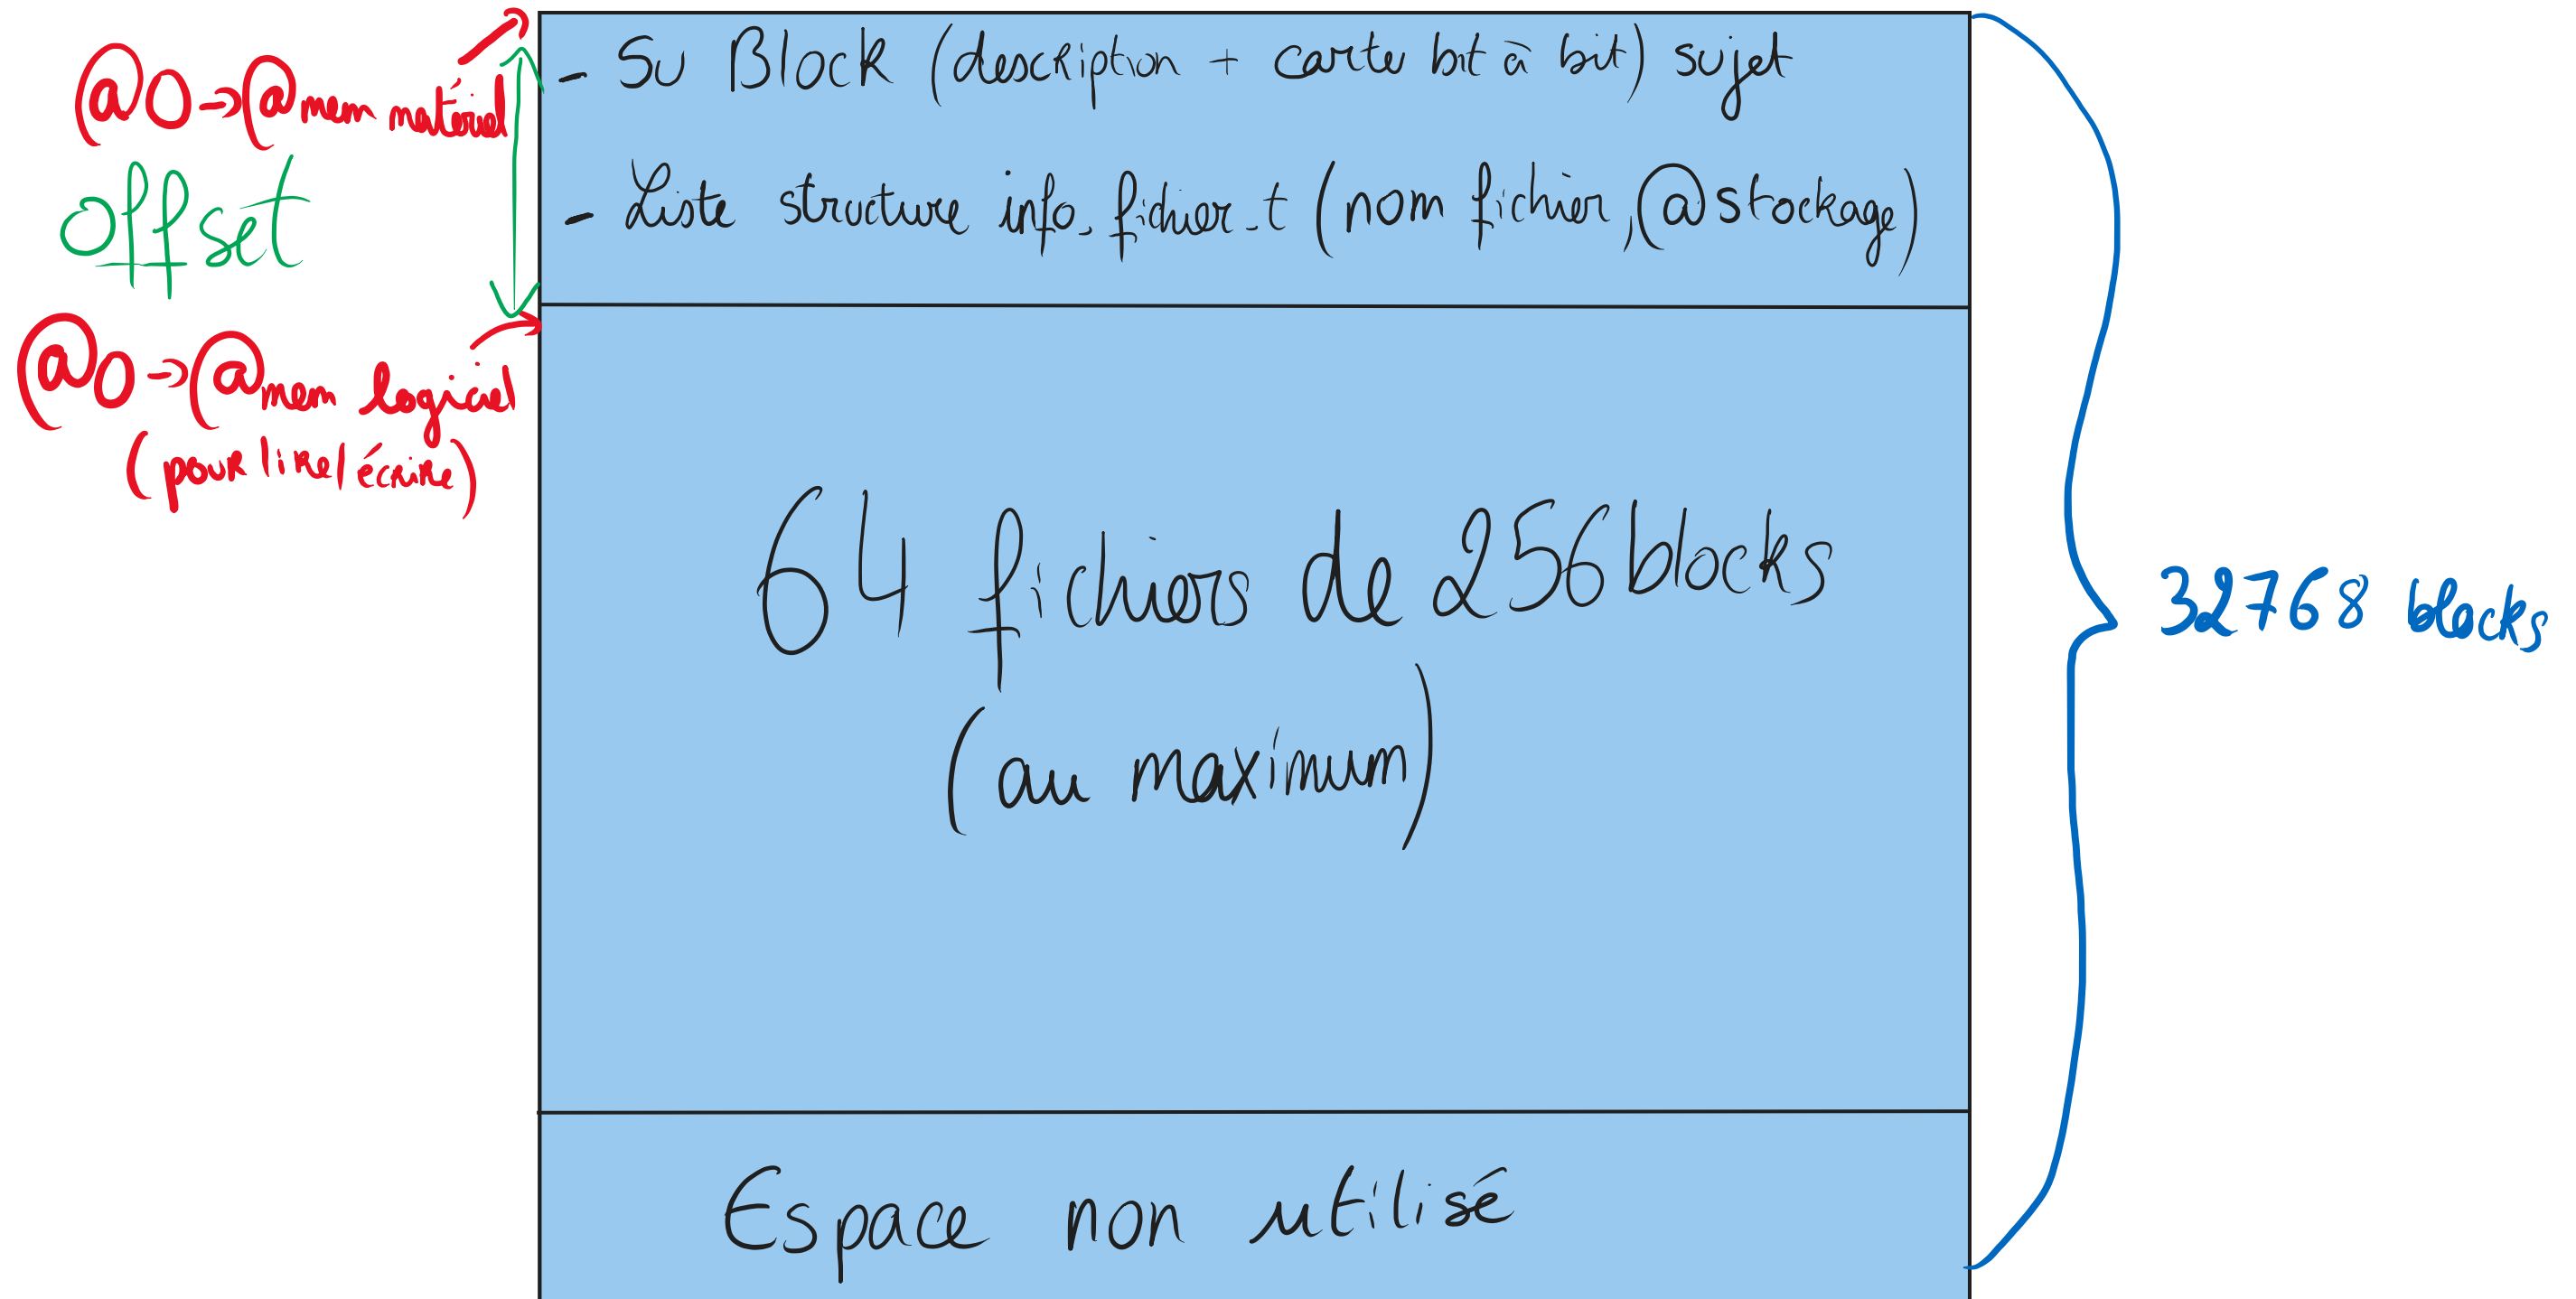 @0 → @mem matériel
offset
@0 → @mem logiciel
(pour lire/écrire)
- Su Block (description + carte bit à bit) sujet
- Liste structure info_fichier_t (nom fichier, @stockage)
64 fichiers de 256 blocks
(au maximum)
Espace non utilisé
32768 blocks